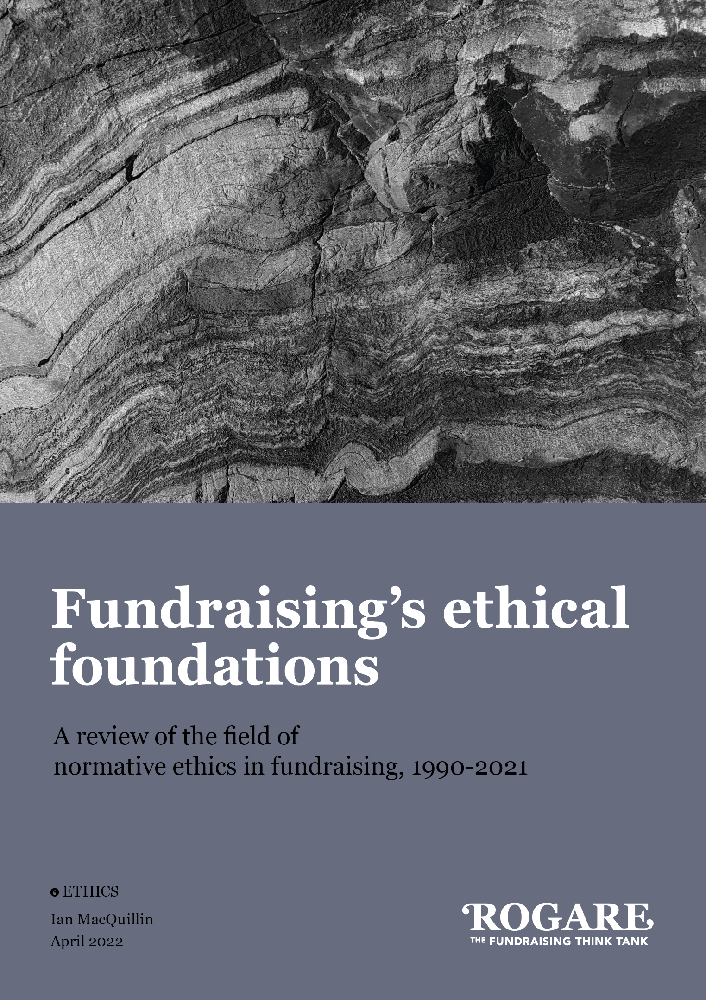 Fundraising’s ethical
foundations
A review of the field of
normative ethics in fundraising, 1990-2021
ETHICS
Ian MacQuillin
April 2022
ROGARE
THE FUNDRAISING THINK TANK